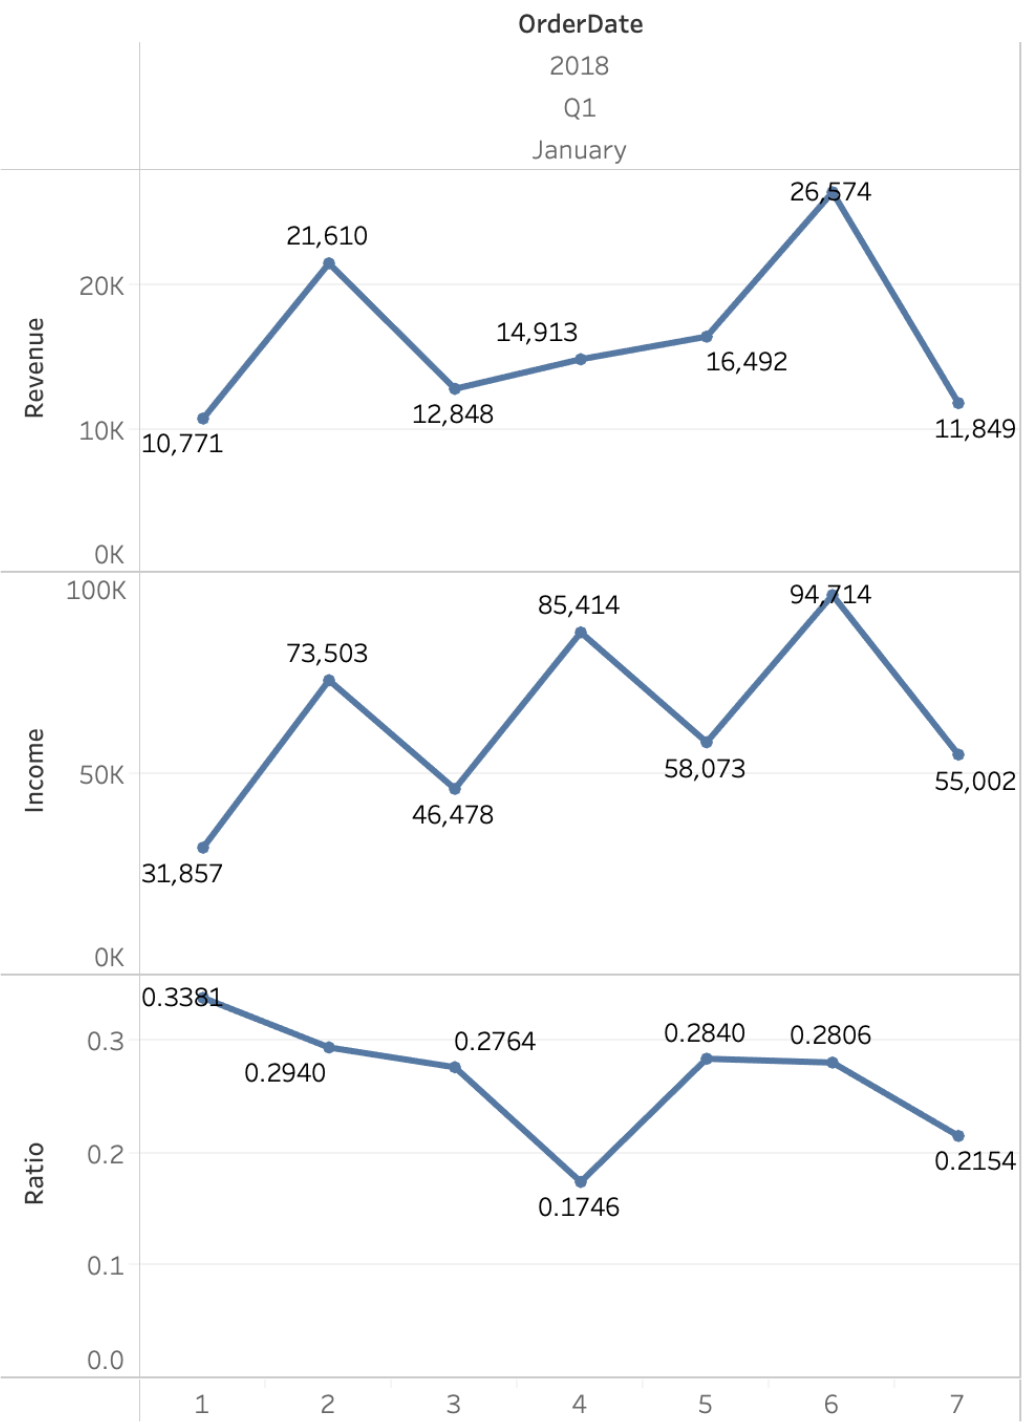 OrderDate
2018
Q1
January
Revenue
26,574
21,610
20K
14,913
16,492
12,848
10K
11,849
10,771
0K
Income
100K
94,714
85,414
73,503
50K
58,073
55,002
46,478
31,857
0K
Ratio
0.3381
0.3
0.2840
0.2806
0.2764
0.2940
0.2
0.2154
0.1746
0.1
0.0
1 2 3 4 5 6 7